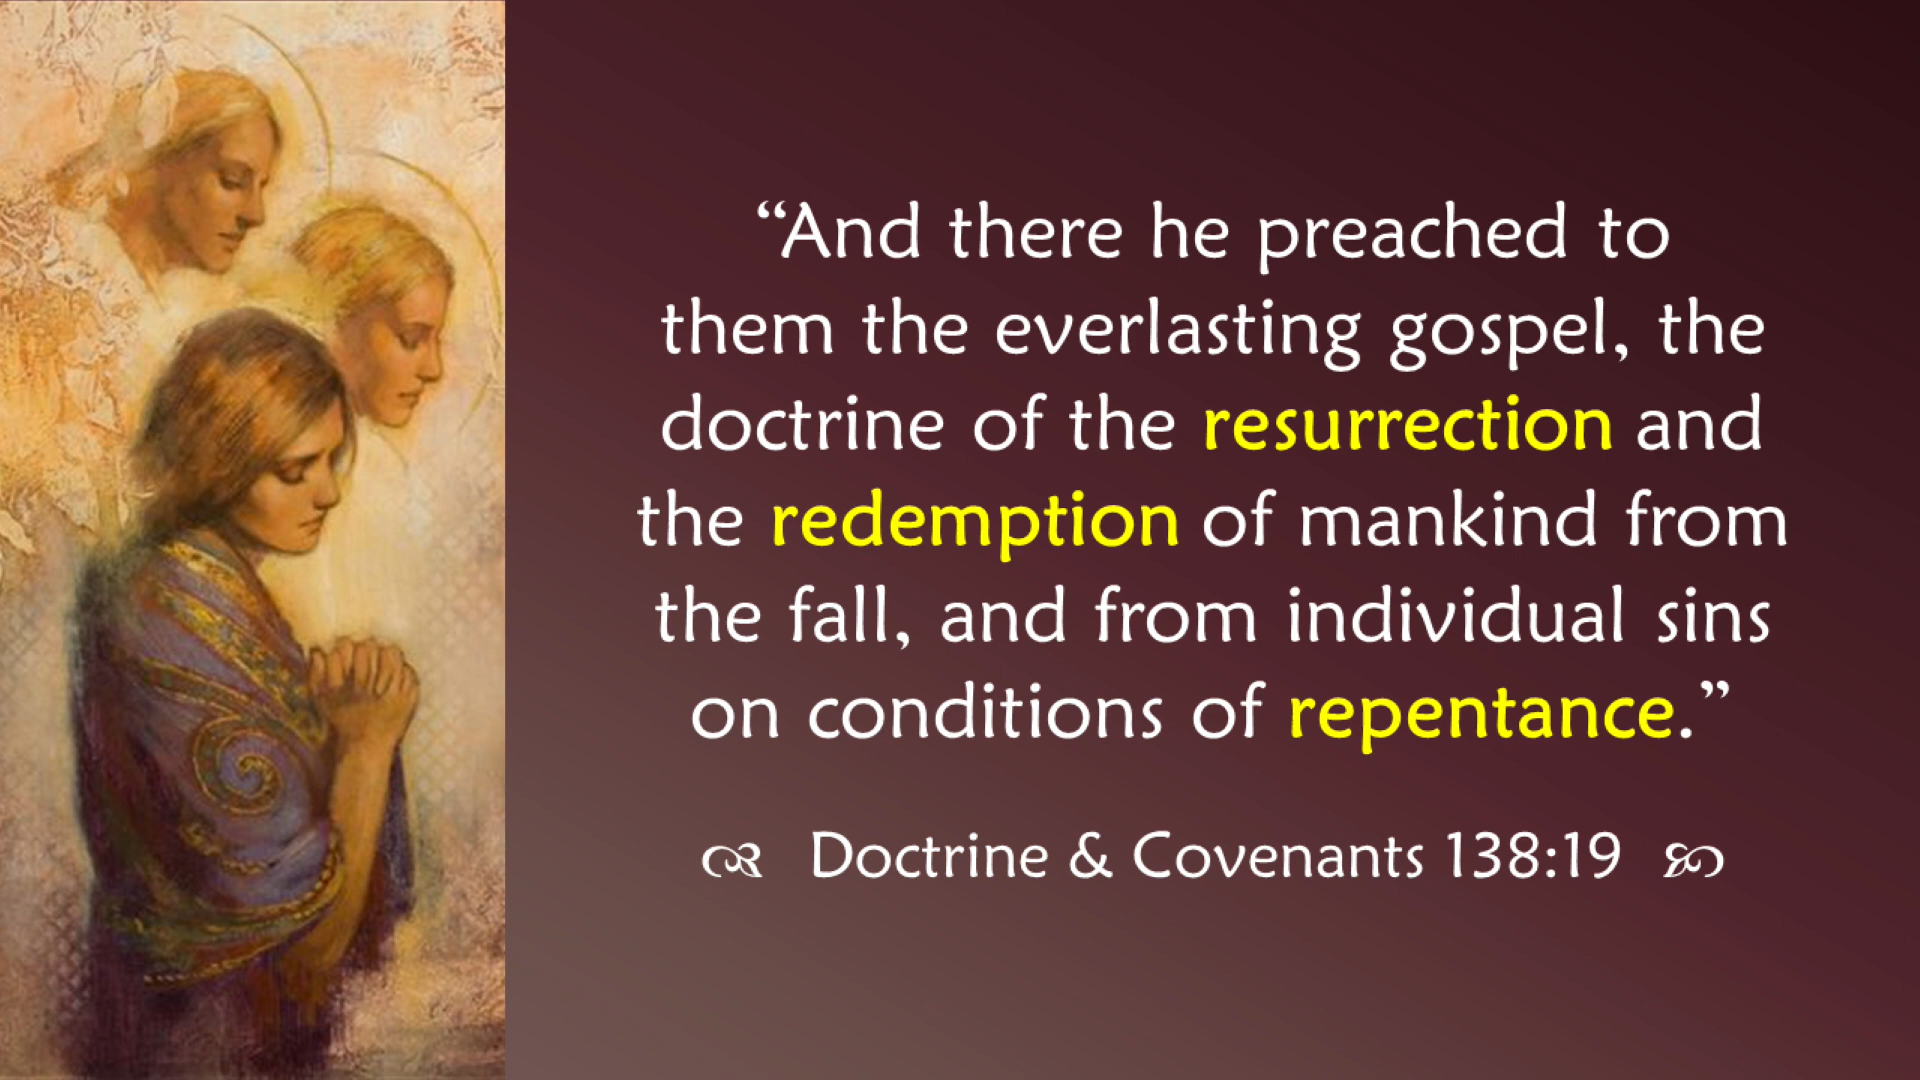 “And there he preached to
them the everlasting gospel, the
doctrine of the resurrection and
the redemption of mankind from
the fall, and from individual sins
on conditions of repentance.”
Doctrine & Covenants 138:19